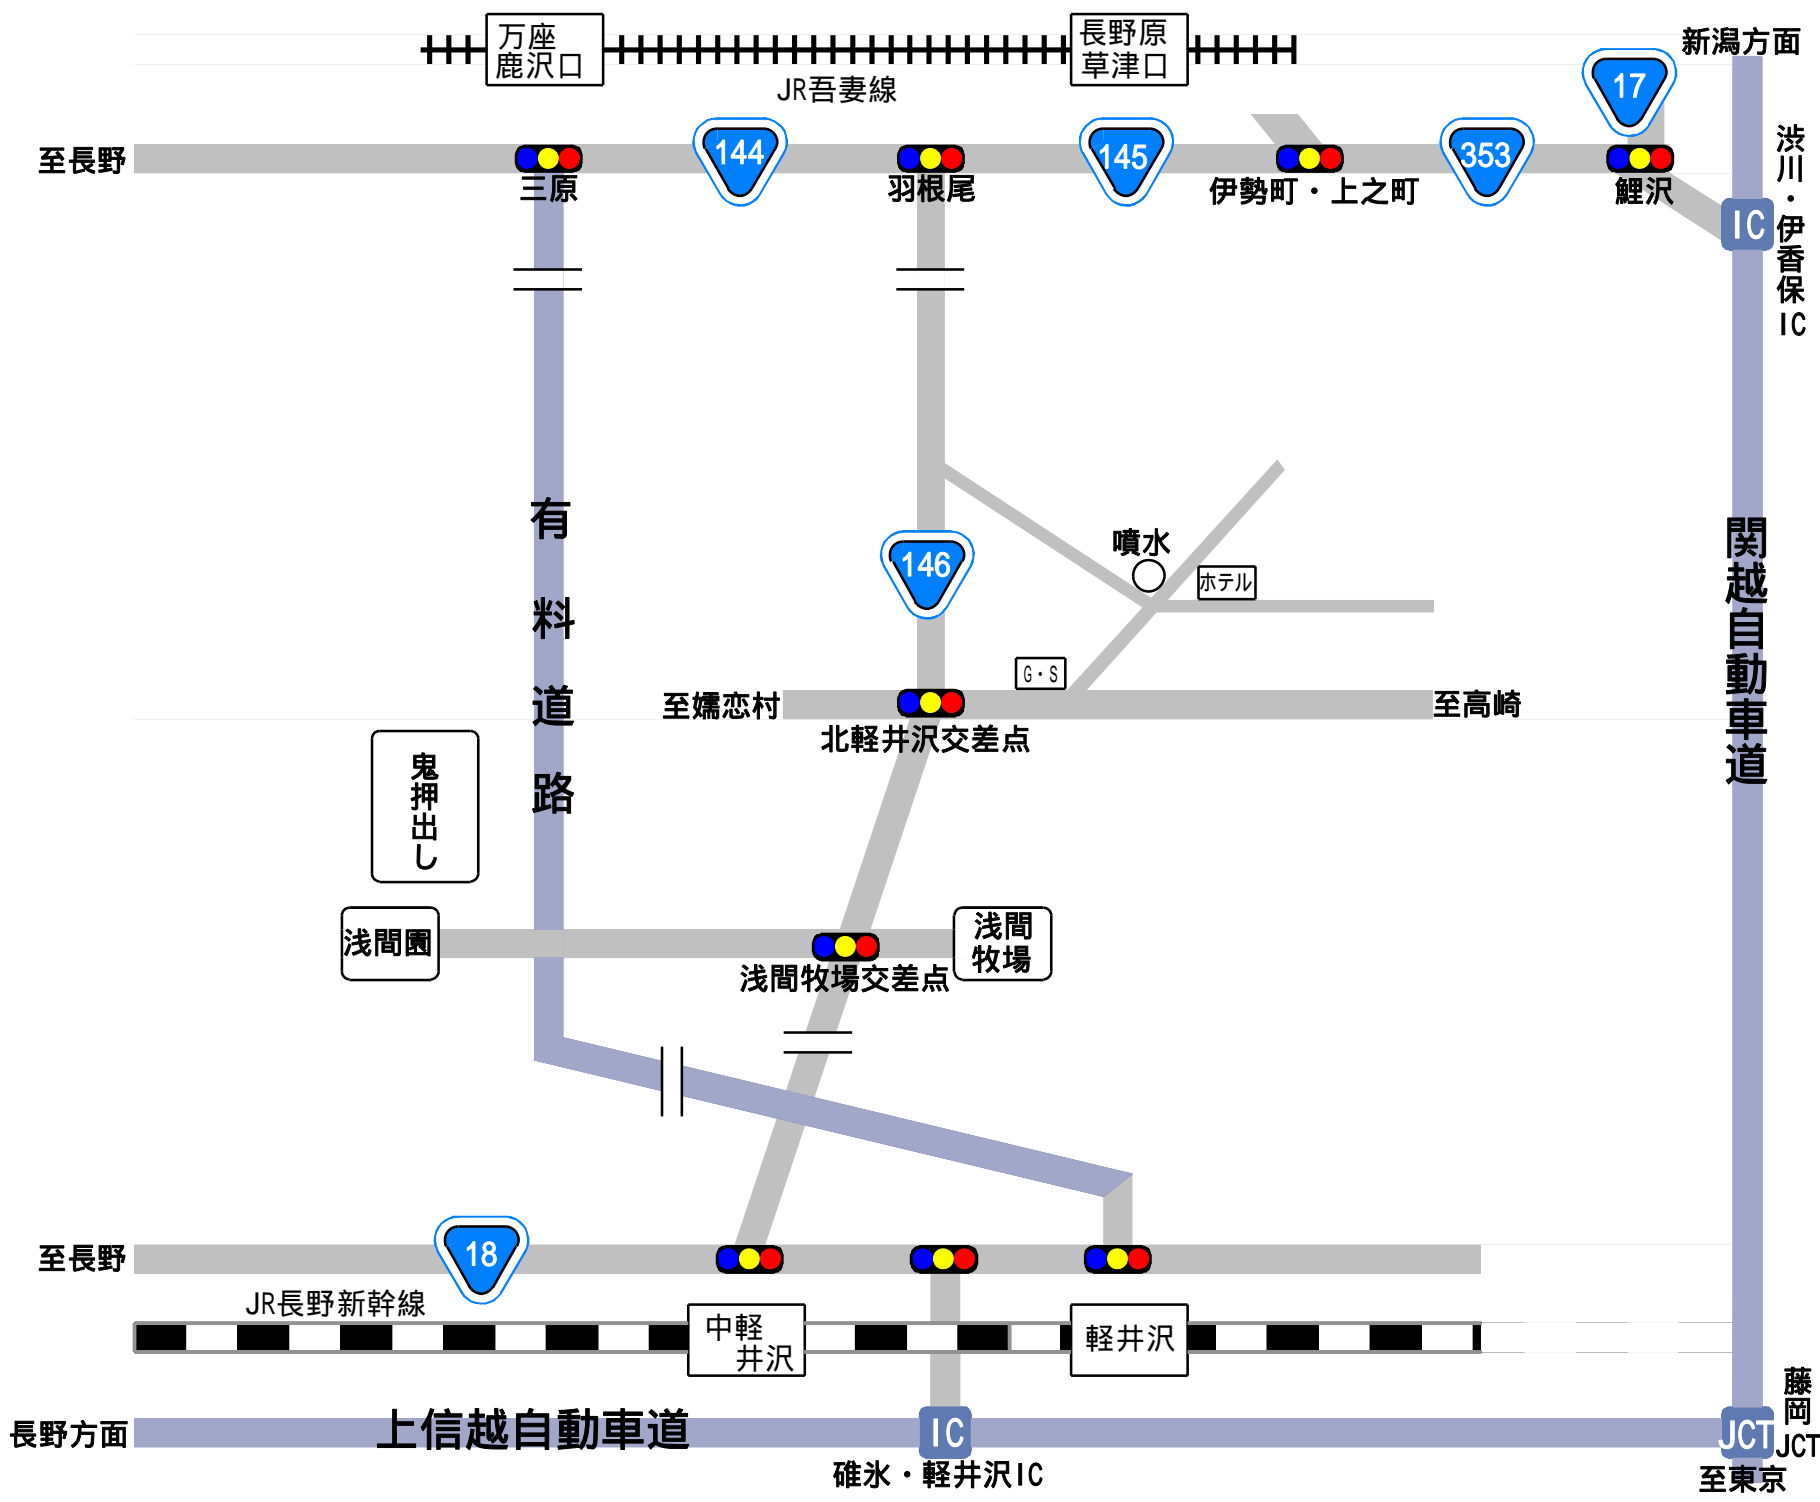 万座
鹿沢口
長野原
草津口
JR吾妻線
新潟方面
17
至長野
144
145
353
三原
羽根尾
伊勢町・上之町
鯉沢
IC
渋川・伊香保IC
有料道路
146
噴水
ホテル
関越自動車道
G・S
至嬬恋村
至高崎
北軽井沢交差点
鬼押出し
浅間園
浅間
牧場
浅間牧場交差点
至長野
18
JR長野新幹線
中軽
井沢
軽井沢
長野方面
上信越自動車道
IC
JCT
藤岡JCT
碓氷・軽井沢IC
至東京